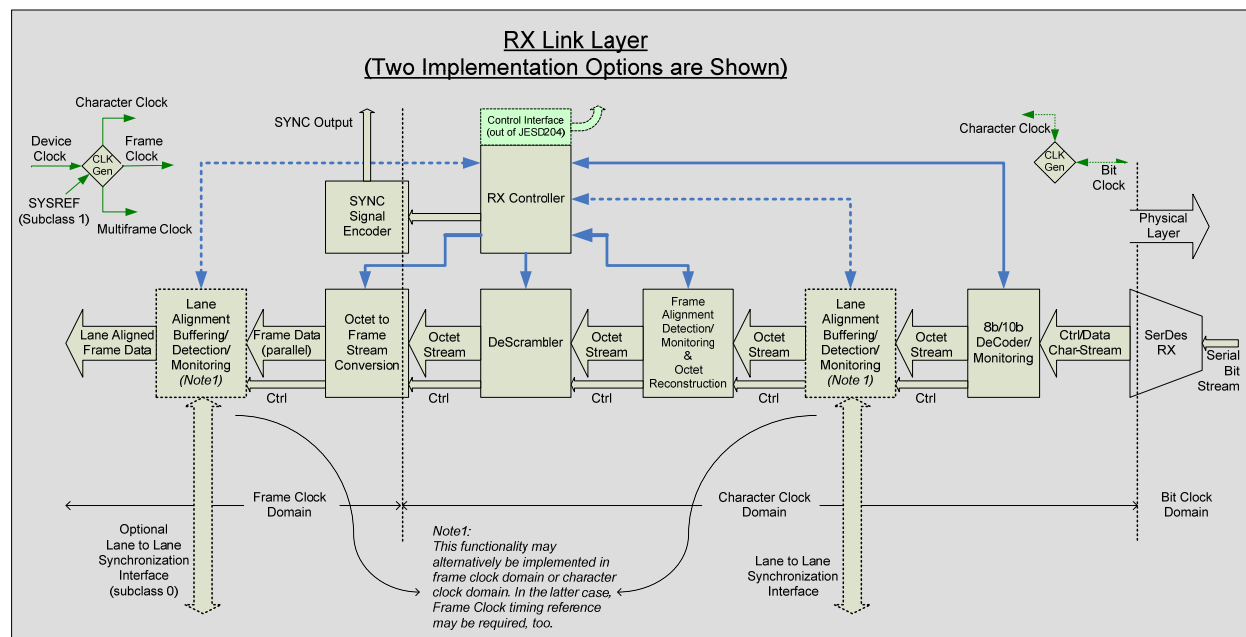 RX Link Layer
(Two Implementation Options are Shown)
Character Clock
Device
Clock
CLK
Gen
Frame
Clock
SYSREF
(Subclass 1)
Multiframe Clock
SYNC Output
SYNC
Signal
Encoder
Control Interface
(out of JESD204)
RX Controller
Character Clock
CLK
Gen
Bit
Clock
Physical
Layer
Lane Aligned
Frame Data
Lane
Alignment
Buffering/
Detection/
Monitoring
(Note1)
Frame Data
(parallel)
Ctrl
Octet to
Frame
Stream
Conversion
Octet
Stream
Ctrl
DeScrambler
Octet
Stream
Ctrl
Frame
Alignment
Detection/
Monitoring
&
Octet
Reconstruction
Octet
Stream
Ctrl
Lane
Alignment
Buffering/
Detection/
Monitoring
(Note 1)
Octet
Stream
Ctrl
8b/10b
DeCoder/
Monitoring
Ctrl/Data
Char-Stream
SerDes
RX
Serial
Bit
Stream
Frame Clock
Domain
Character Clock
Domain
Bit Clock
Domain
Optional
Lane to Lane
Synchronization
Interface
(subclass 0)
Note1:
This functionality may
alternatively be implemented in
frame clock domain or character
clock domain. In the latter case,
Frame Clock timing reference
may be required, too.
Lane to Lane
Synchronization
Interface